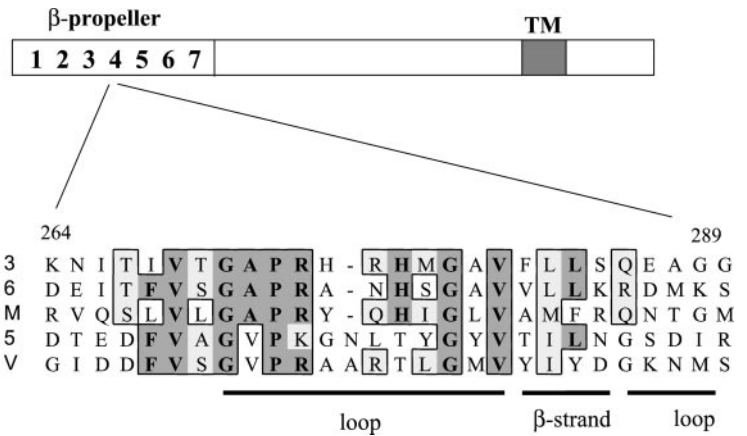 β-propeller
TM
1 2 3 4 5 6 7
264 289
3 K N I T I V T G A P R H - R H M G A V F L L S Q E A G G
6 D E I T F V S G A P R A - N H S G A V V L L K R D M K S
M R V Q S L V L G A P R Y - Q H I G L V A M F R Q N T G M
5 D T E D F V A G V P K G N L T Y G Y V T I L N G S D I R
V G I D D F V S G V P R A A R T L G M V Y I Y D G K N M S
loop β-strand loop